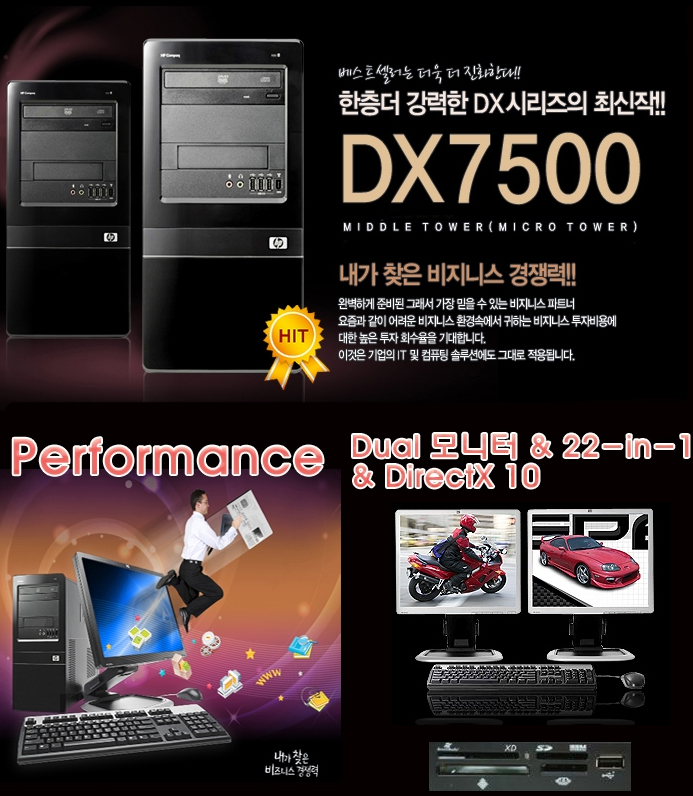 베스트셀러는 더욱 더 진화한다!!
한층더 강력한 DX시리즈의 최신작!!
DX7500
MIDDLE TOWER(MICRO TOWER)
내가 찾은 비지니스 경쟁력!!
완벽하게 준비된 그래서 가장 믿을 수 있는 비지니스 파트너
요즘과 같이 어려운 비지니스 환경속에서 귀하는 비지니스 투자비용에
대한 높은 투자 회수율을 기대합니다.
이것은 기업의 IT 및 컴퓨팅 솔루션에도 그대로 적용됩니다.
HIT
hp
hp
Performance
Dual 모니터 & 22-in-1
& DirectX 10
WWW
내가 찾은
비즈니스 경쟁력
XD